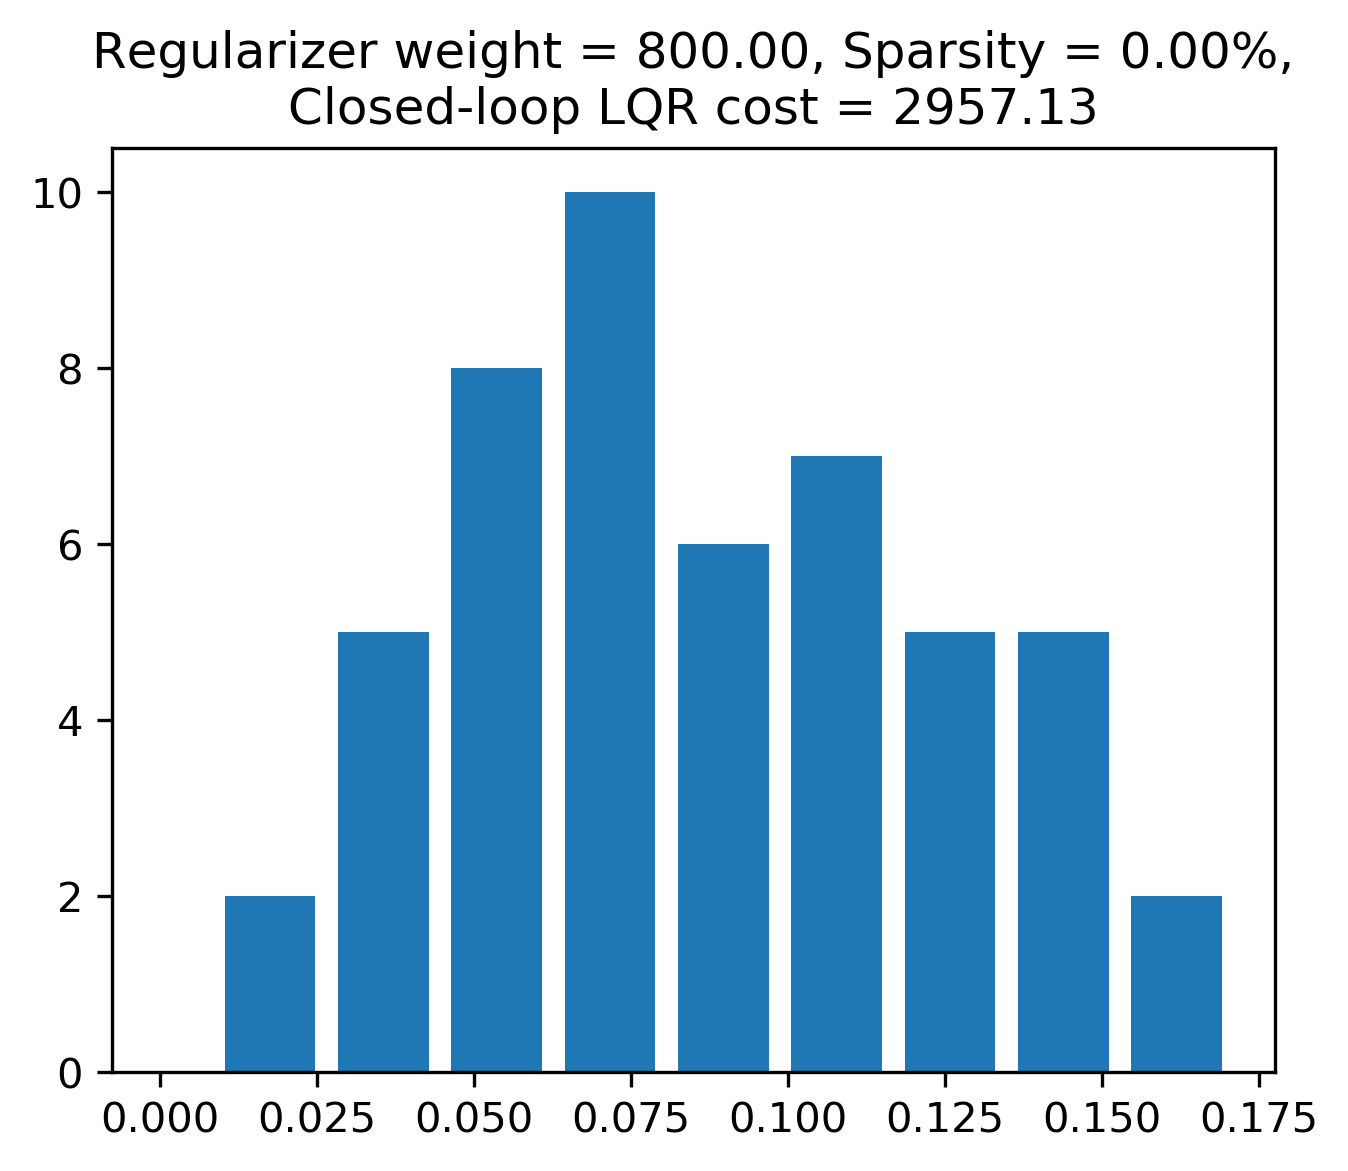 Regularizer weight = 800.00, Sparsity = 0.00%,
Closed-loop LQR cost = 2957.13
10
8
6
4
2
0
0.000 0.025 0.050 0.075 0.100 0.125 0.150 0.175